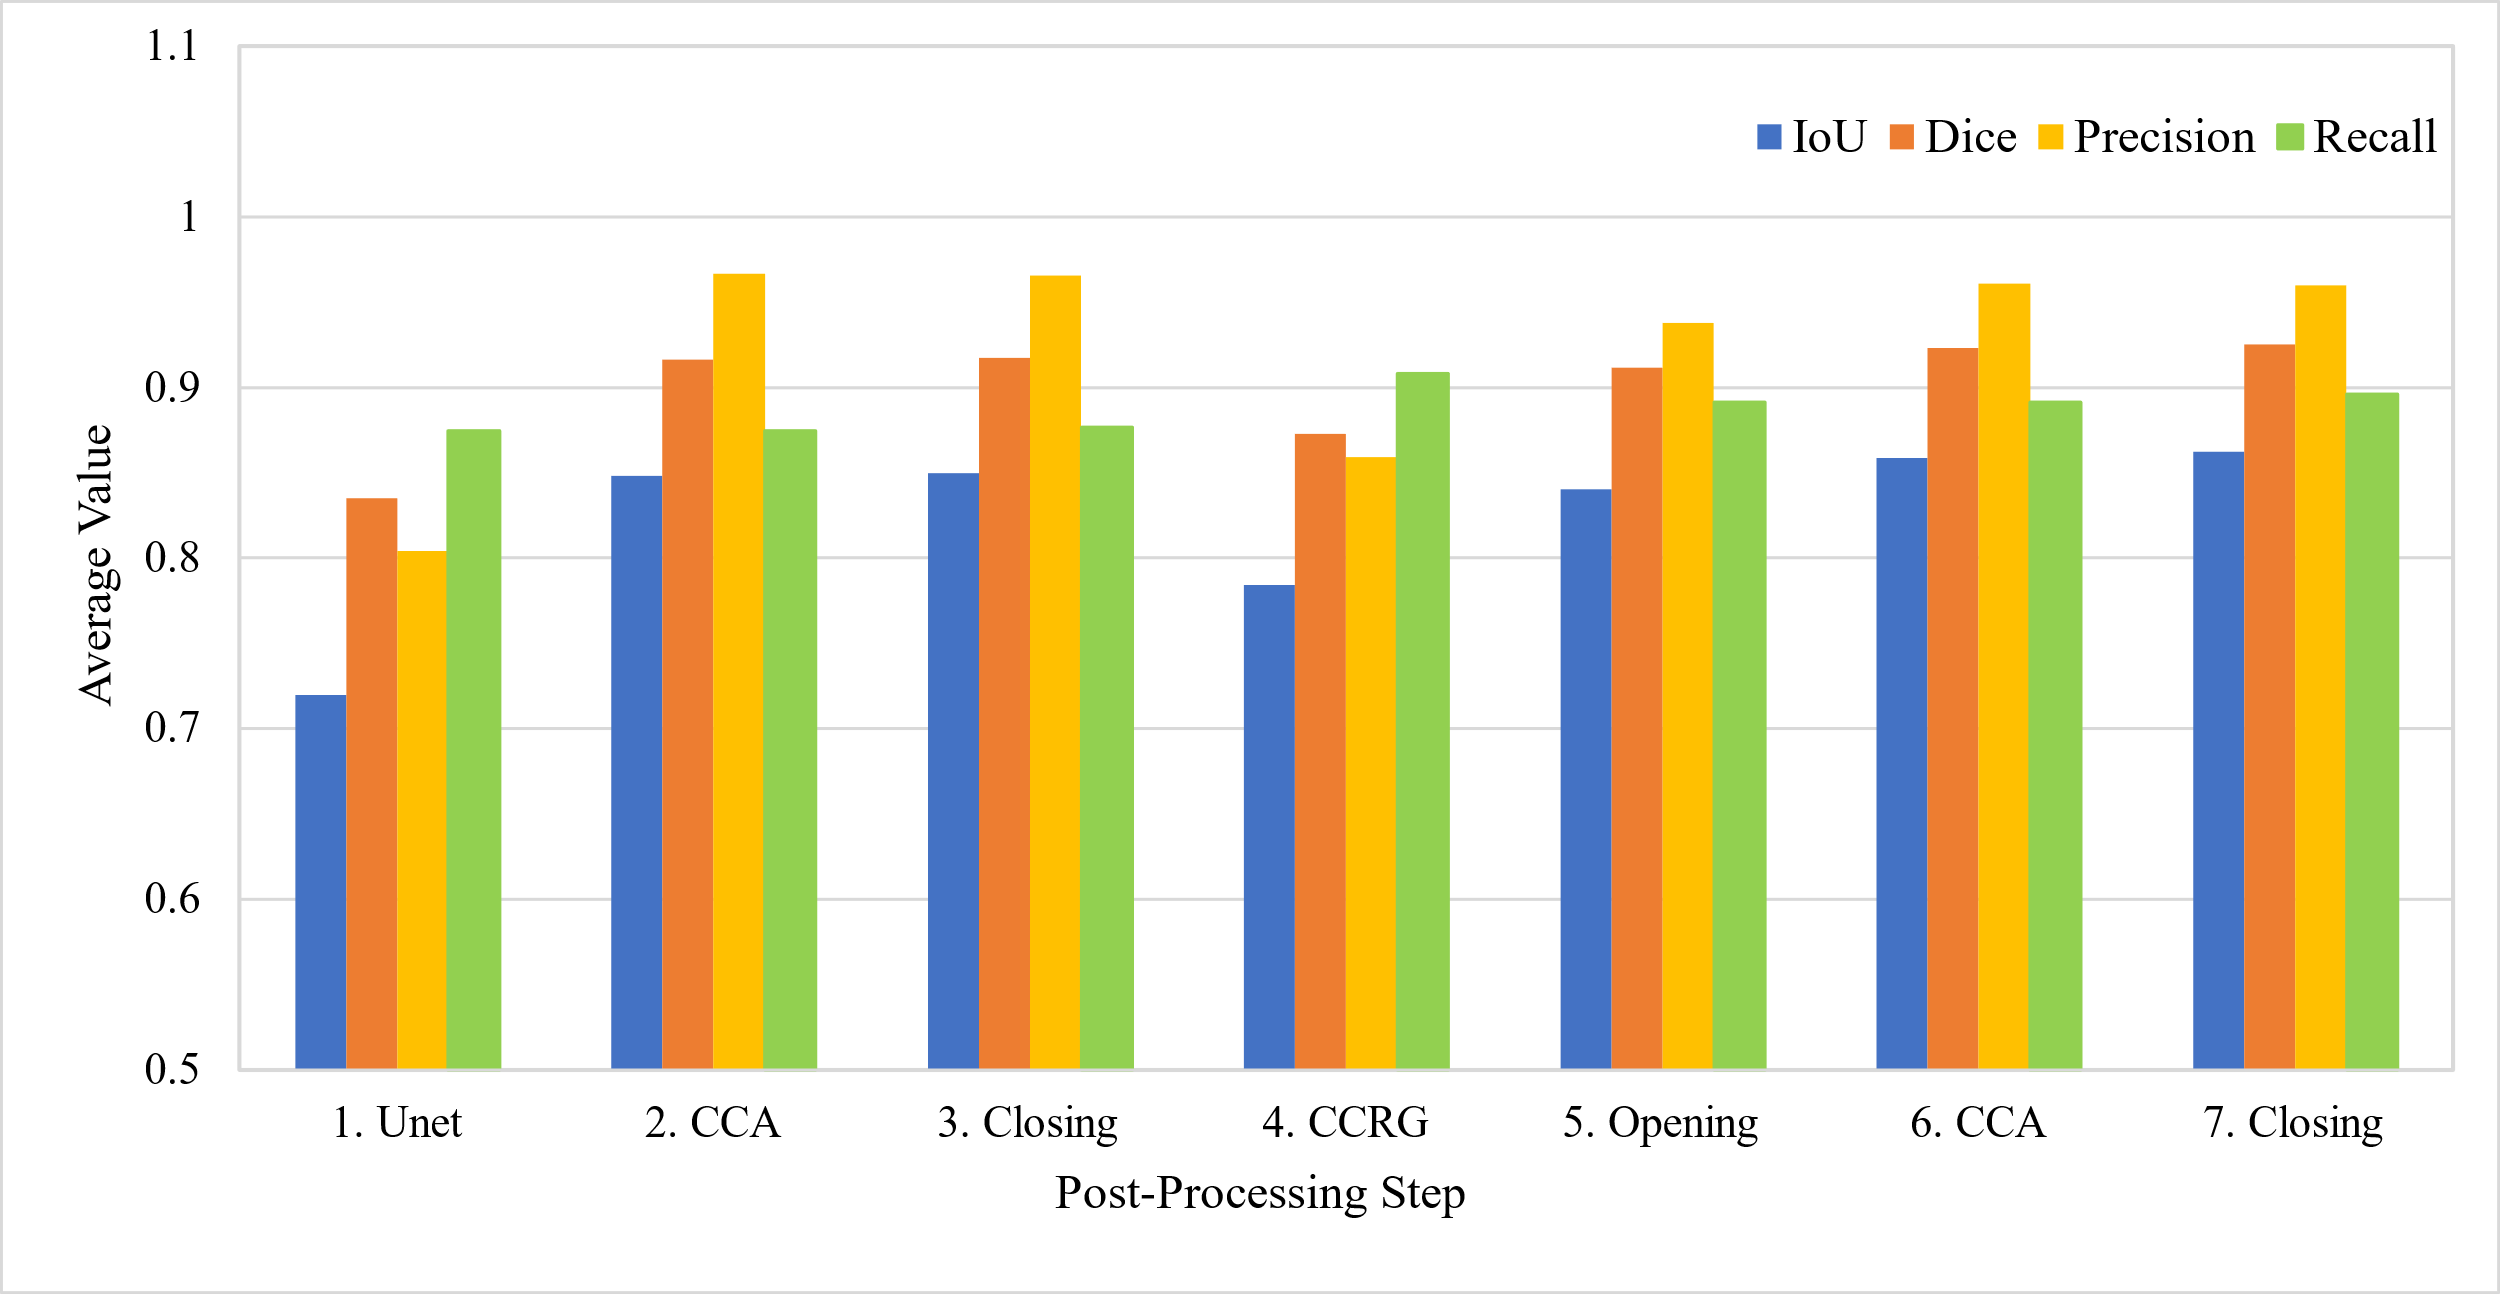 1.1
IoU Dice Precision Recall
1
0.9
0.8
0.7
0.6
0.5
Average Value
1. Unet 2. CCA 3. Closing 4. CCRG 5. Opening 6. CCA 7. Closing
Post-Processing Step